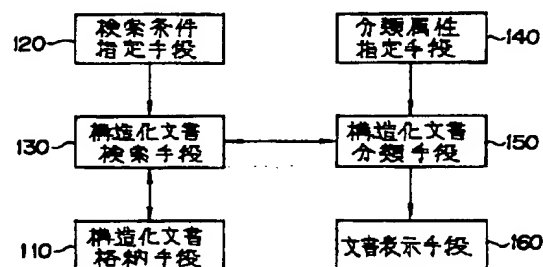 120
検索条件
指定手段
分類属性
指定手段
140
130
構造化文書
検索手段
構造化文書
分類手段
150
110
構造化文書
格納手段
文書表示手段
160